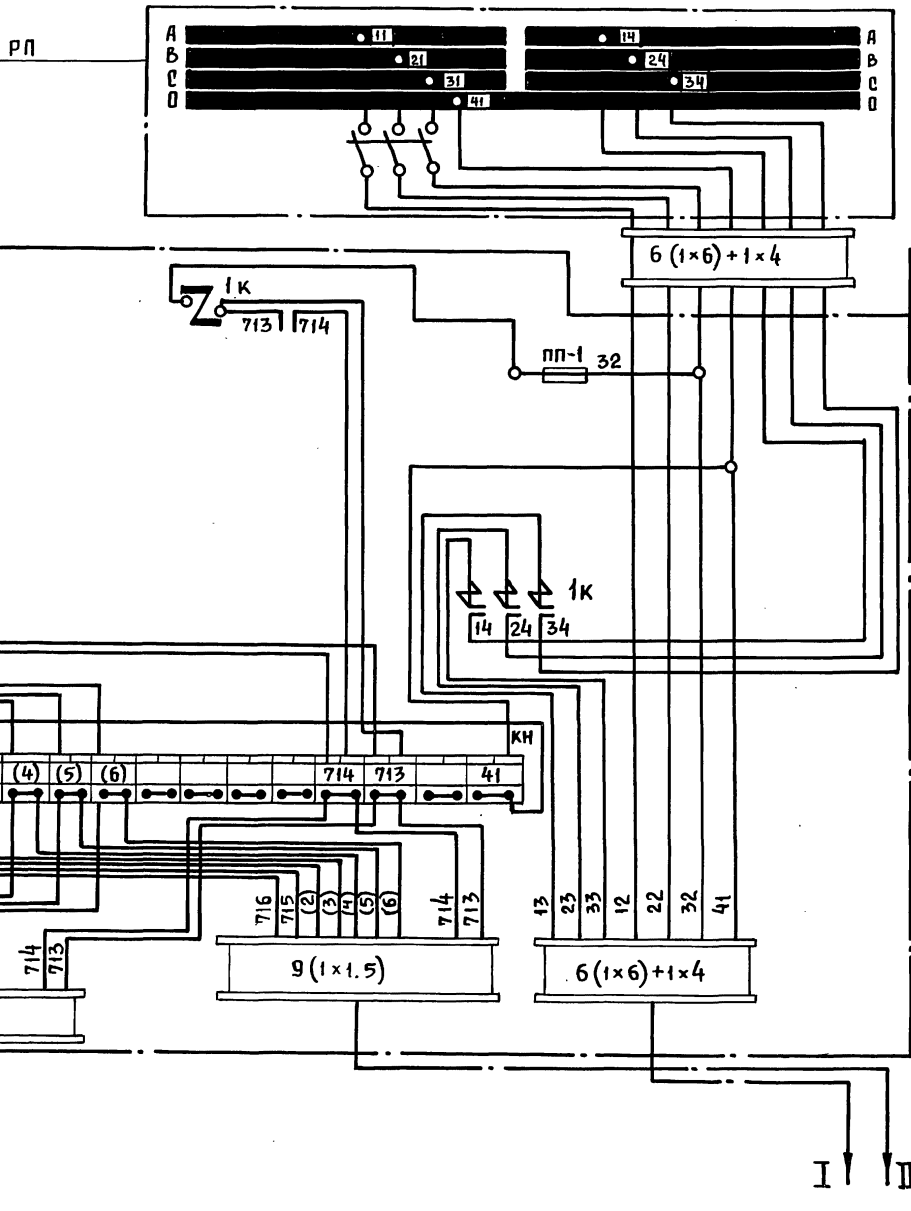 РП
А 11 14 А
В 21 24 В
С 31 34 С
О 41 О
6 (1×6) + 1×4
1К
713 714
ПП-1 32
1К
14 24 34
КН
(4) (5) (6) 714 713 41
716 715 (2) (3) (4) (5) (6) 714 713
13 23 33 12 22 32 41
714 713
9 (1×1.5)
6 (1×6) + 1×4
I II